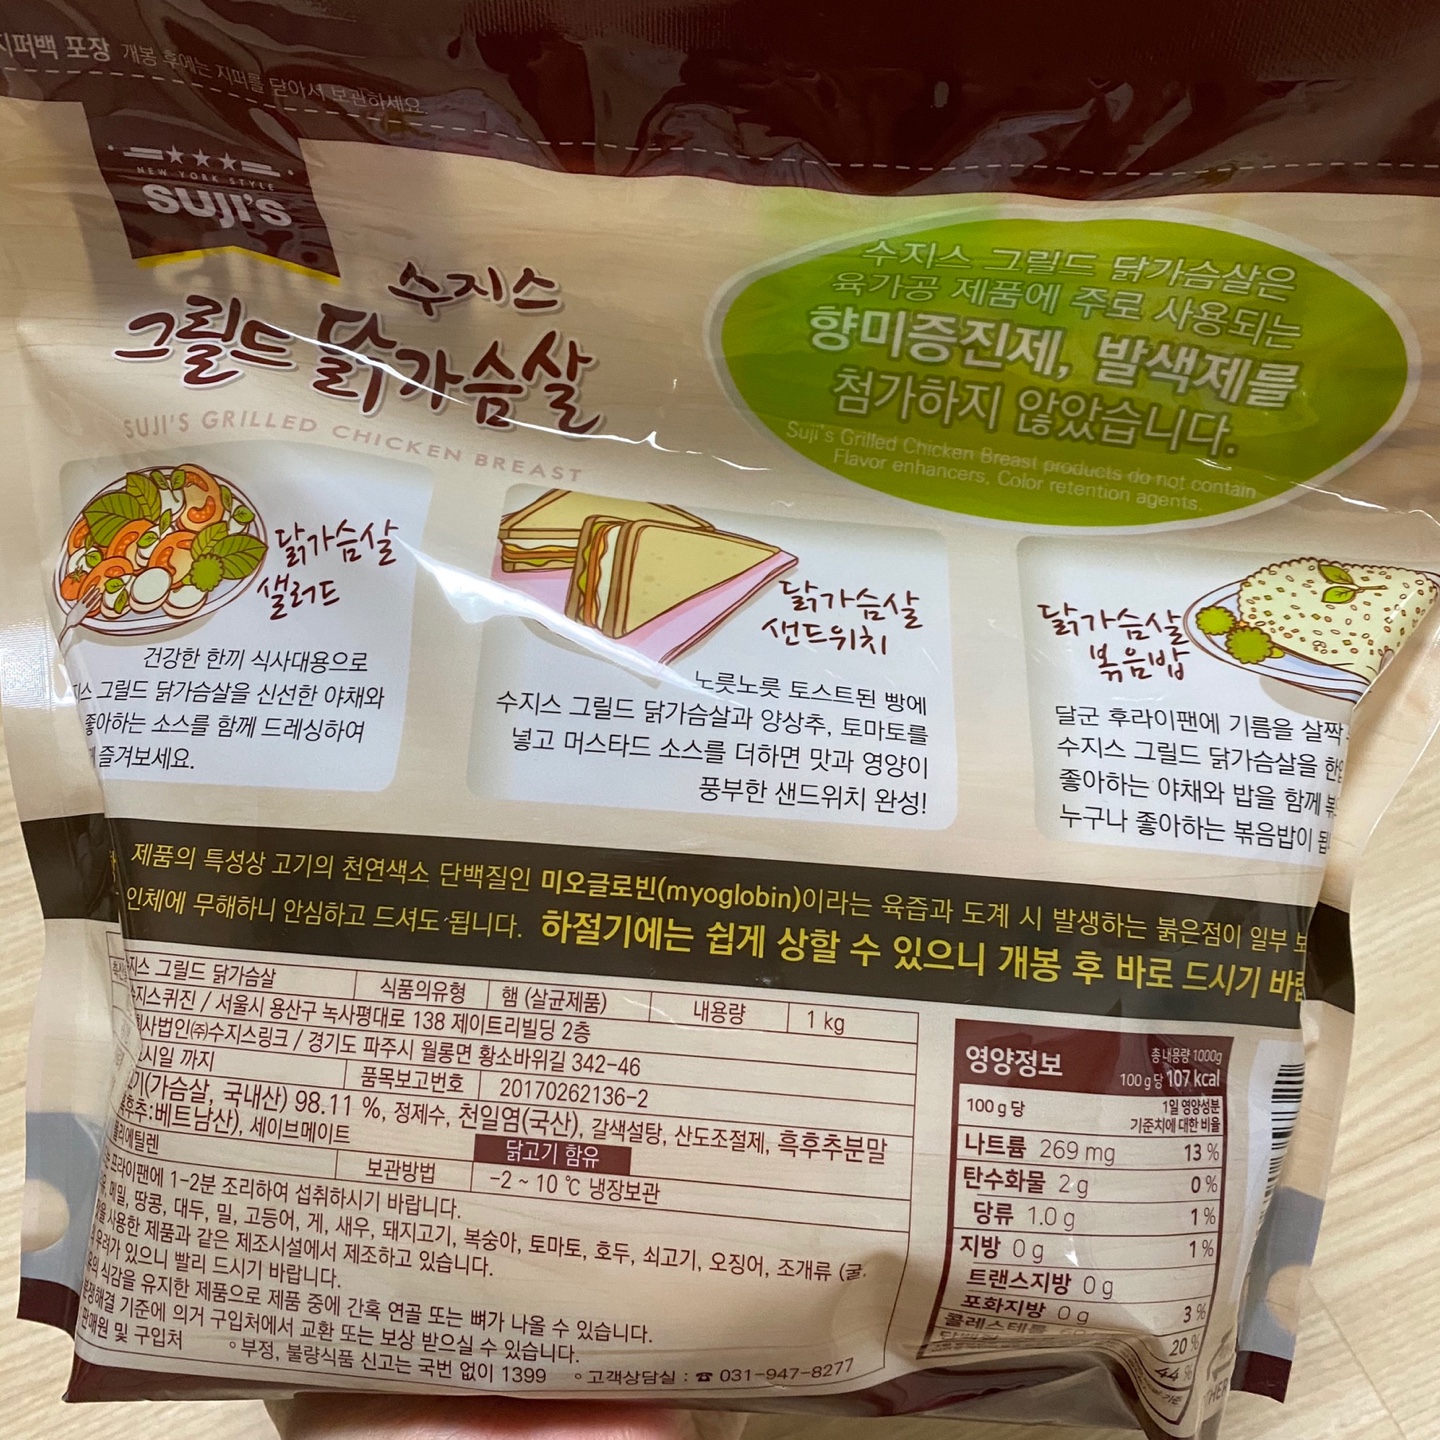 지퍼백 포장 개봉 후에는 지퍼를 닫아서 보관하세요
NEW YORK STYLE
SUJI'S
수지스
그릴드 닭가슴살
SUJI'S GRILLED CHICKEN BREAST
수지스 그릴드 닭가슴살은
육가공 제품에 주로 사용되는
향미증진제, 발색제를
첨가하지 않았습니다.
Suji's Grilled Chicken Breast products do not contain
Flavor enhancers, Color retention agents.
닭가슴살
샐러드
건강한 한끼 식사대용으로
지스 그릴드 닭가슴살을 신선한 야채와
좋아하는 소스를 함께 드레싱하여
게 즐겨보세요.
닭가슴살
샌드위치
노릇노릇 토스트된 빵에
수지스 그릴드 닭가슴살과 양상추, 토마토를
넣고 머스타드 소스를 더하면 맛과 영양이
풍부한 샌드위치 완성!
닭가슴살
볶음밥
달군 후라이팬에 기름을 살짝
수지스 그릴드 닭가슴살을 한입
좋아하는 야채와 밥을 함께 볶
누구나 좋아하는 볶음밥이 됩
제품의 특성상 고기의 천연색소 단백질인 미오글로빈(myoglobin)이라는 육즙과 도계 시 발생하는 붉은점이 일부 보
인체에 무해하니 안심하고 드셔도 됩니다. 하절기에는 쉽게 상할 수 있으니 개봉 후 바로 드시기 바랍
지스 그릴드 닭가슴살 식품의유형 햄 (살균제품) 내용량 1 kg
지스퀴진 / 서울시 용산구 녹사평대로 138 제이트리빌딩 2층
사법인(주)수지스링크 / 경기도 파주시 월롱면 황소바위길 342-46
시일 까지 품목보고번호 20170262136-2
기(가슴살, 국내산) 98.11 %, 정제수, 천일염(국산), 갈색설탕, 산도조절제, 흑후추분말
후추:베트남산), 세이브메이트 닭고기 함유
리에틸렌 보관방법 -2 ~ 10 ℃ 냉장보관
프라이팬에 1-2분 조리하여 섭취하시기 바랍니다.
메밀, 땅콩, 대두, 밀, 고등어, 게, 새우, 돼지고기, 복숭아, 토마토, 호두, 쇠고기, 오징어, 조개류 (굴,
을 사용한 제품과 같은 제조시설에서 제조하고 있습니다.
우려가 있으니 빨리 드시기 바랍니다.
의 식감을 유지한 제품으로 제품 중에 간혹 연골 또는 뼈가 나올 수 있습니다.
쟁해결 기준에 의거 구입처에서 교환 또는 보상 받으실 수 있습니다.
판매원 및 구입처 ◦부정, 불량식품 신고는 국번 없이 1399 ◦고객상담실 : ☎ 031-947-8277
영양정보 총 내용량 1000g
100 g 당 107 kcal
100 g 당 1일 영양성분
기준치에 대한 비율
나트륨 269 mg 13 %
탄수화물 2 g 0 %
당류 1.0 g 1 %
지방 0 g 1 %
트랜스지방 0 g
포화지방 0 g 3 %
콜레스테롤 20 %
44 %